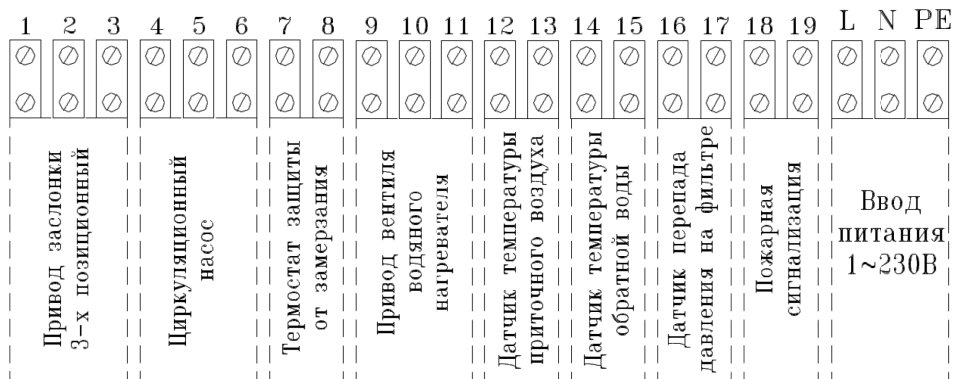 1 2 3 4 5 6 7 8 9 10 11 12 13 14 15 16 17 18 19 L N PE
Привод заслонки
3-х позиционный
Циркуляционный
насос
Термостат защиты
от замерзания
Привод вентиля
водяного
нагревателя
Датчик температуры
приточного воздуха
Датчик температуры
обратной воды
Датчик перепада
давления на фильтре
Пожарная
сигнализация
Ввод
питания
1~230В